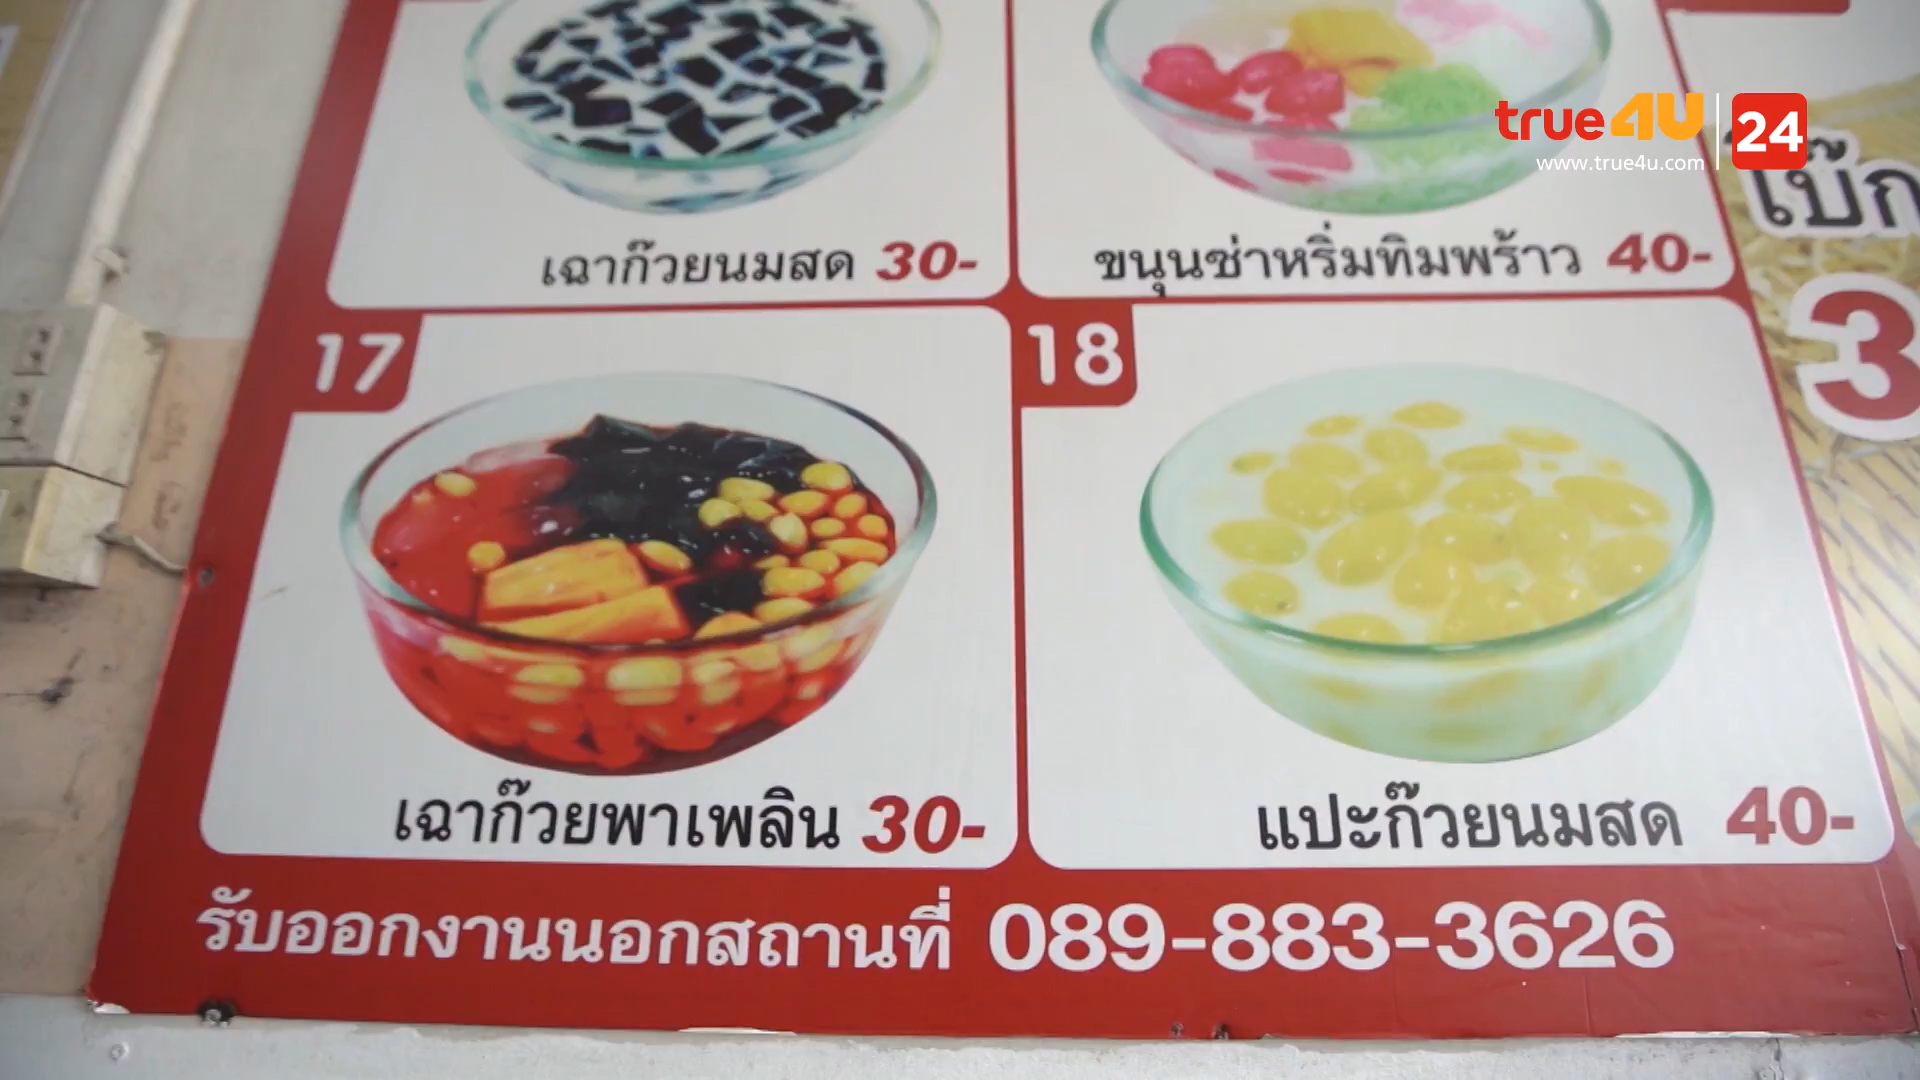 true4U 24
www.true4u.com
เฉาก๊วยนมสด 30-
ขนุนซ่าหริ่มทิมพร้าว 40-
17
18
เฉาก๊วยพาเพลิน 30-
แปะก๊วยนมสด 40-
รับออกงานนอกสถานที่ 089-883-3626